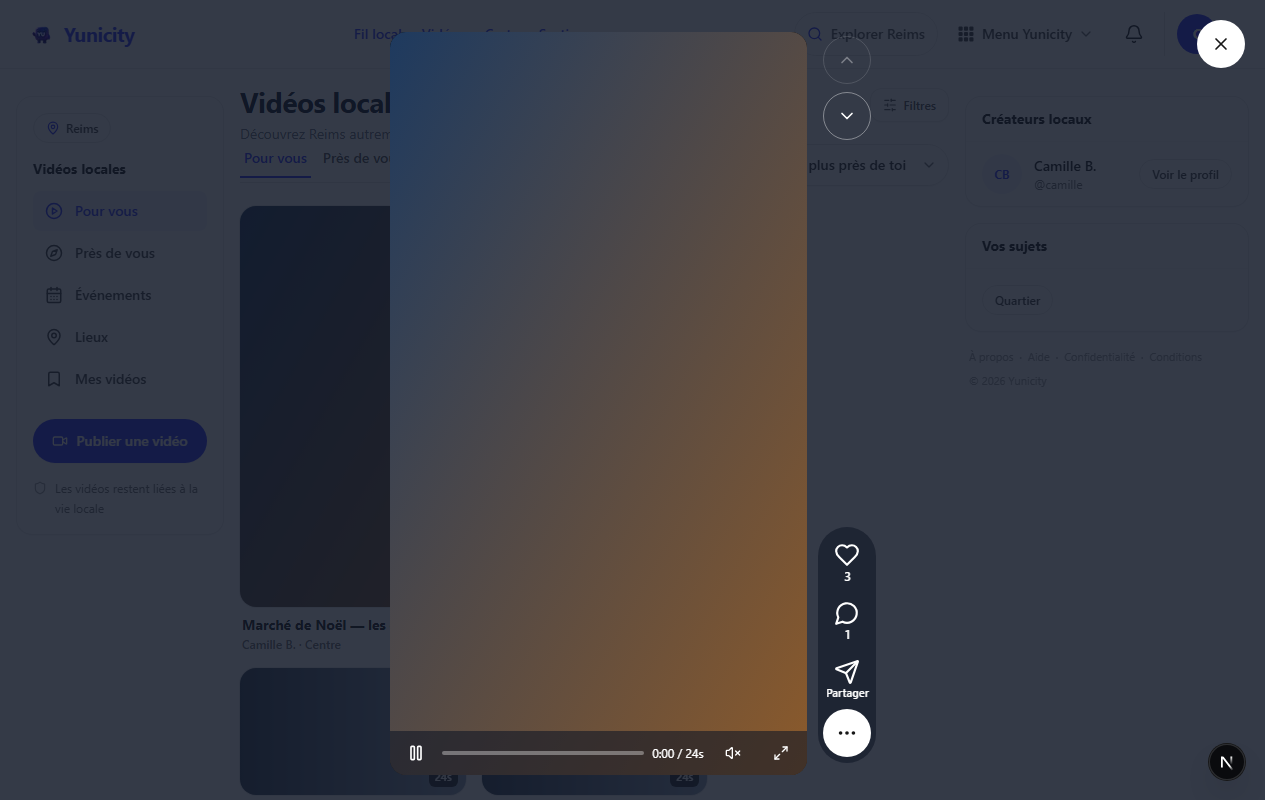 Yunicity
Explorer Reims
Menu Yunicity
Vidéos local
Filtres
Découvrez Reims autrem
Pour vous
Près de vo
plus près de toi
Reims
Vidéos locales
Pour vous
Près de vous
Événements
Lieux
Mes vidéos
Publier une vidéo
Les vidéos restent liées à la
vie locale
Marché de Noël — les
Camille B. · Centre
24s
24s
0:00 / 24s
3
1
Partager
Créateurs locaux
CB
Camille B.
@camille
Voir le profil
Vos sujets
Quartier
À propos · Aide · Confidentialité · Conditions
© 2026 Yunicity
N